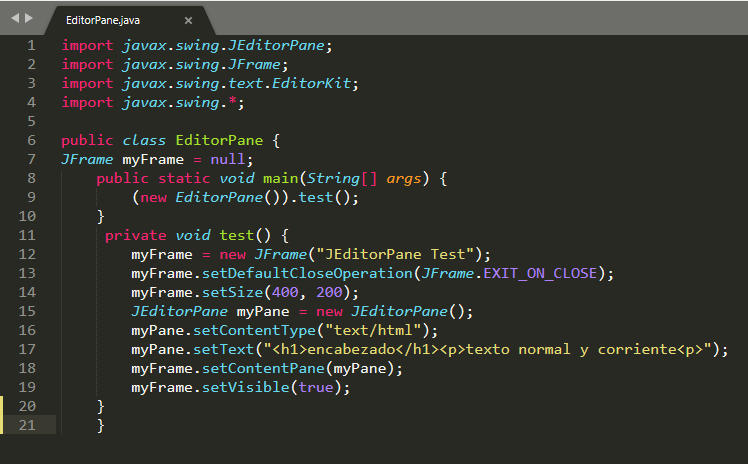 EditorPane.java ×
1 import javax.swing.JEditorPane;
2 import javax.swing.JFrame;
3 import javax.swing.text.EditorKit;
4 import javax.swing.*;
5
6 public class EditorPane {
7 JFrame myFrame = null;
8     public static void main(String[] args) {
9         (new EditorPane()).test();
10     }
11      private void test() {
12         myFrame = new JFrame("JEditorPane Test");
13         myFrame.setDefaultCloseOperation(JFrame.EXIT_ON_CLOSE);
14         myFrame.setSize(400, 200);
15         JEditorPane myPane = new JEditorPane();
16         myPane.setContentType("text/html");
17         myPane.setText("<h1>encabezado</h1><p>texto normal y corriente<p>");
18         myFrame.setContentPane(myPane);
19         myFrame.setVisible(true);
20     }
21     }